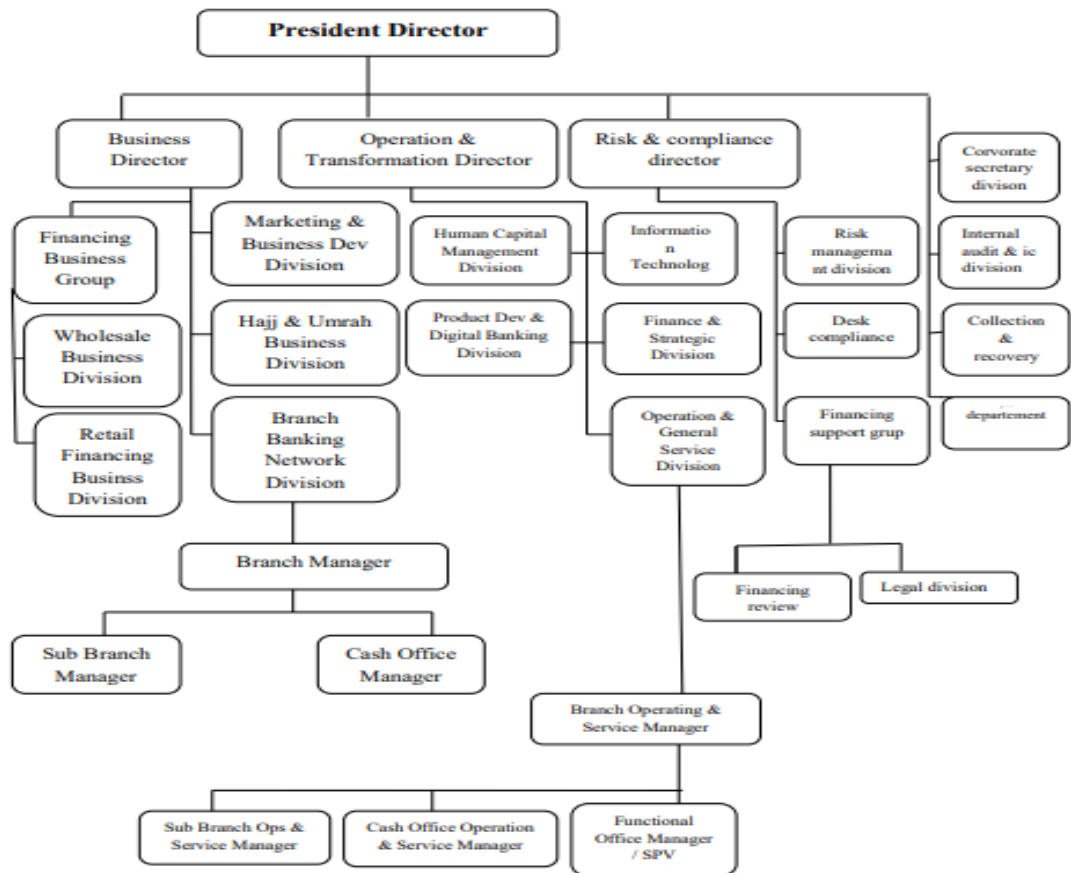 President Director
Business
Director
Operation &
Transformation Director
Risk & compliance
director
Corvorate
secretary
divison
Financing
Business
Group
Marketing &
Business Dev
Division
Human Capital
Management
Division
Informatio
n
Technolog
Risk
managema
nt division
Internal
audit & ic
division
Wholesale
Business
Division
Hajj & Umrah
Business
Division
Product Dev &
Digital Banking
Division
Finance &
Strategic
Division
Desk
compliance
Collection
&
recovery
Retail
Financing
Businss
Division
Branch
Banking
Network
Division
Operation &
General
Service
Division
Financing
support grup
departement
Branch Manager
Financing
review
Legal division
Sub Branch
Manager
Cash Office
Manager
Branch Operating &
Service Manager
Sub Branch Ops &
Service Manager
Cash Office Operation
& Service Manager
Functional
Office Manager
/ SPV